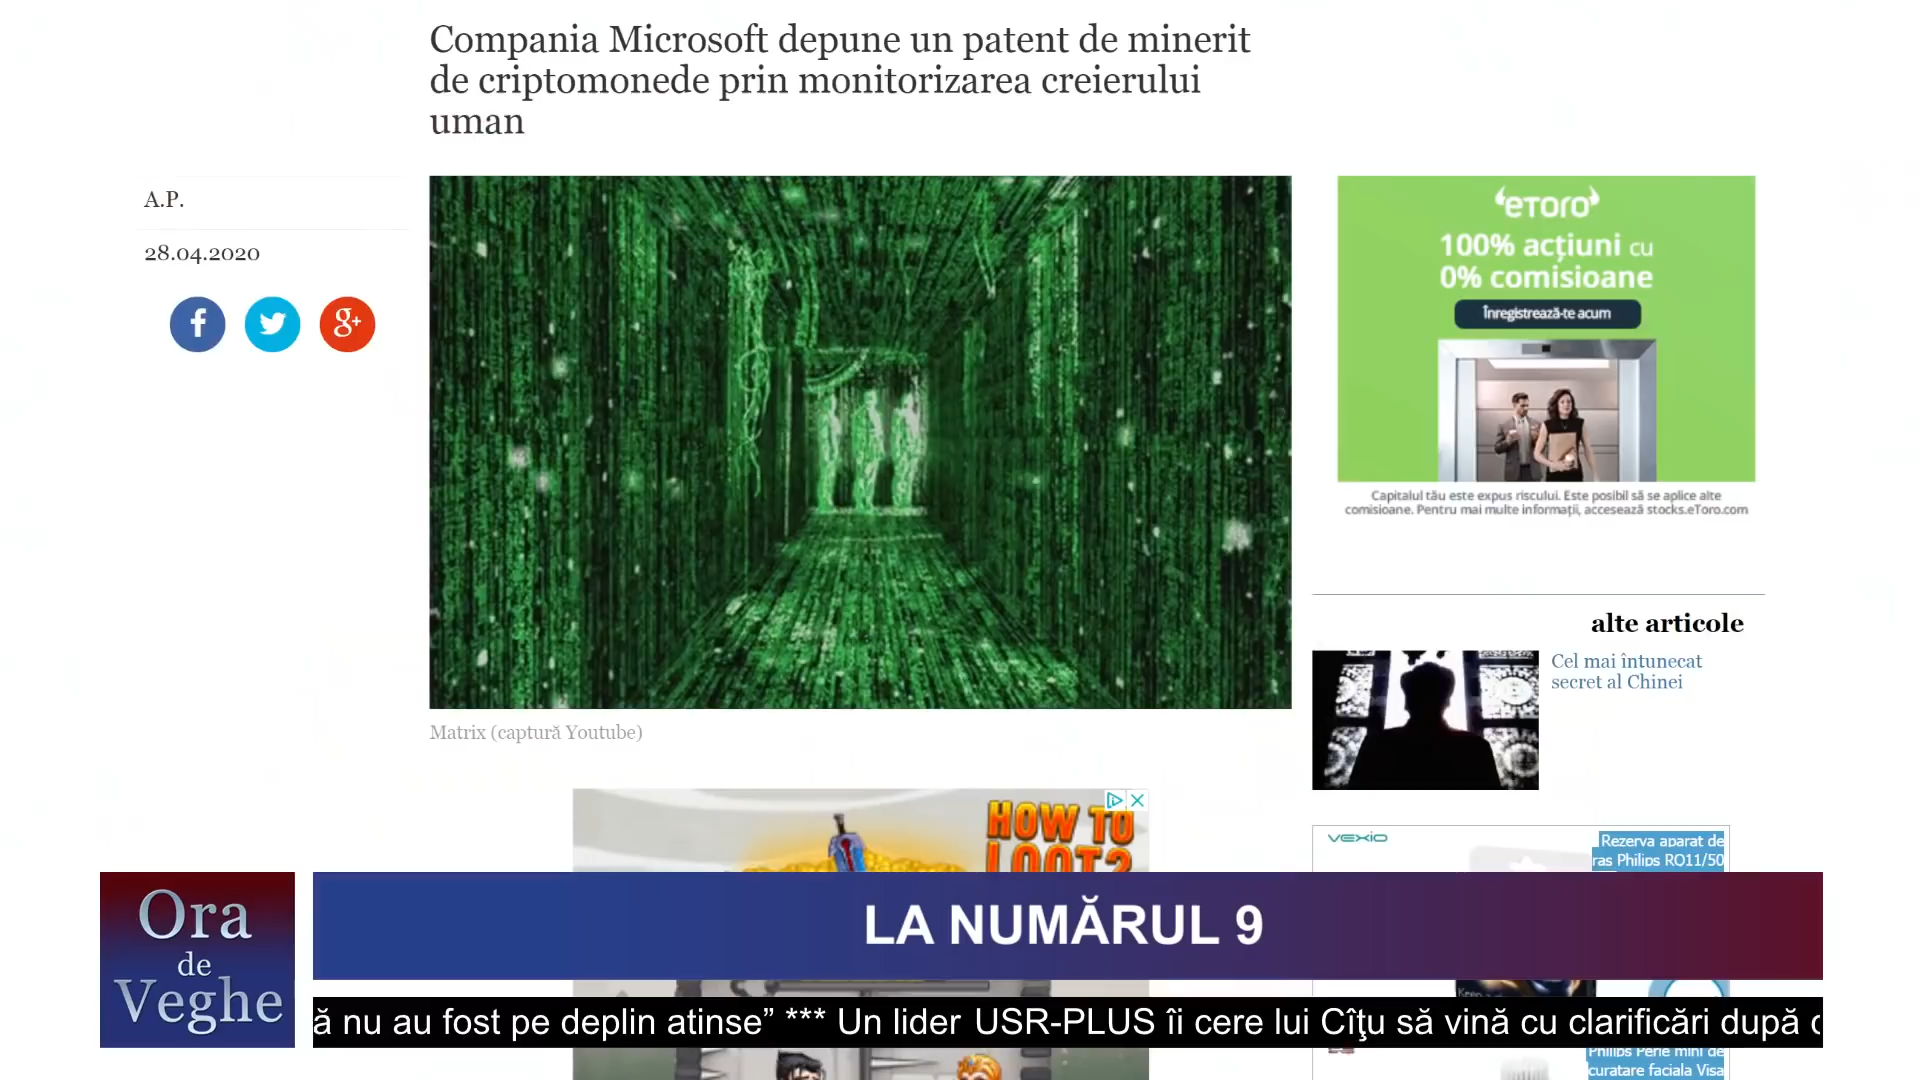 Compania Microsoft depune un patent de minerit
de criptomonede prin monitorizarea creierului
uman
A.P.
28.04.2020
f
g+
Matrix (captură Youtube)
eToro
100% acțiuni cu
0% comisioane
Înregistrează-te acum
Capitalul tău este expus riscului. Este posibil să se aplice alte
comisioane. Pentru mai multe informații, accesează stocks.eToro.com
alte articole
Cel mai întunecat
secret al Chinei
HOW TO
LOOT?
VEXIO
Rezerva aparat de
ras Philips RQ11/50
Keep
Philips Perie mini de
curatare faciala Visa
Ora
de
Veghe
LA NUMĂRUL 9
ă nu au fost pe deplin atinse” *** Un lider USR-PLUS îi cere lui Cîţu să vină cu clarificări după